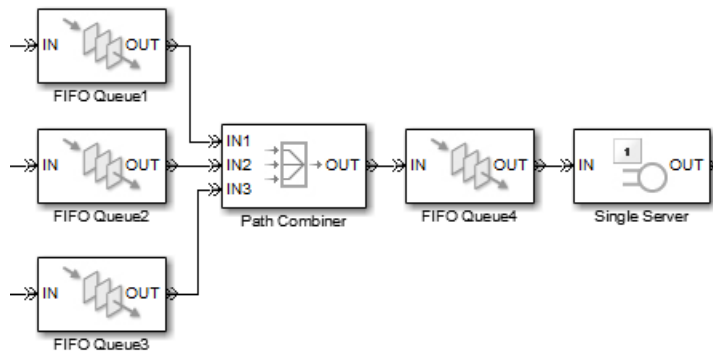 IN OUT
FIFO Queue1
IN OUT
FIFO Queue2
IN OUT
FIFO Queue3
IN1
IN2 OUT
IN3
Path Combiner
IN OUT
FIFO Queue4
1
IN OUT
Single Server